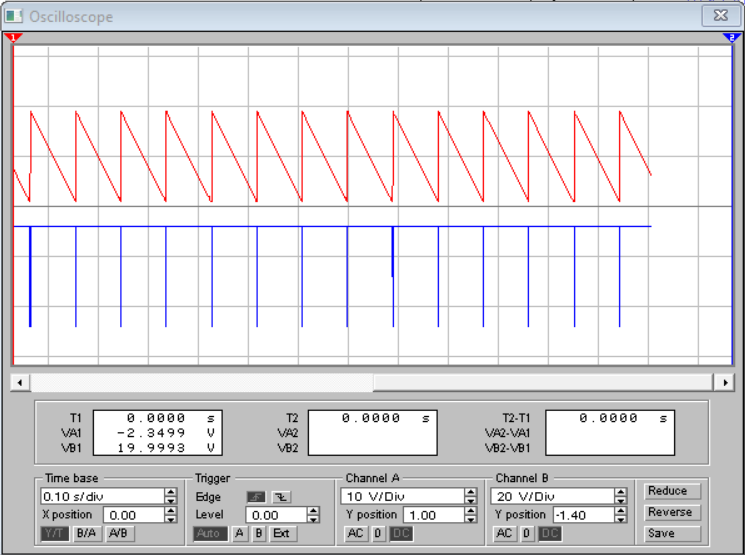 Oscilloscope
1 2
T1 0.0000 s T2 0.0000 s T2-T1 0.0000 s
VA1 -2.3499 V VA2 VA2-VA1
VB1 19.9993 V VB2 VB2-VB1
Time base Trigger Channel A Channel B
0.10 s/div Edge 10 V/Div 20 V/Div Reduce
X position 0.00 Level 0.00 Y position 1.00 Y position -1.40 Reverse
Y/T B/A A/B Auto A B Ext AC 0 DC AC 0 DC Save